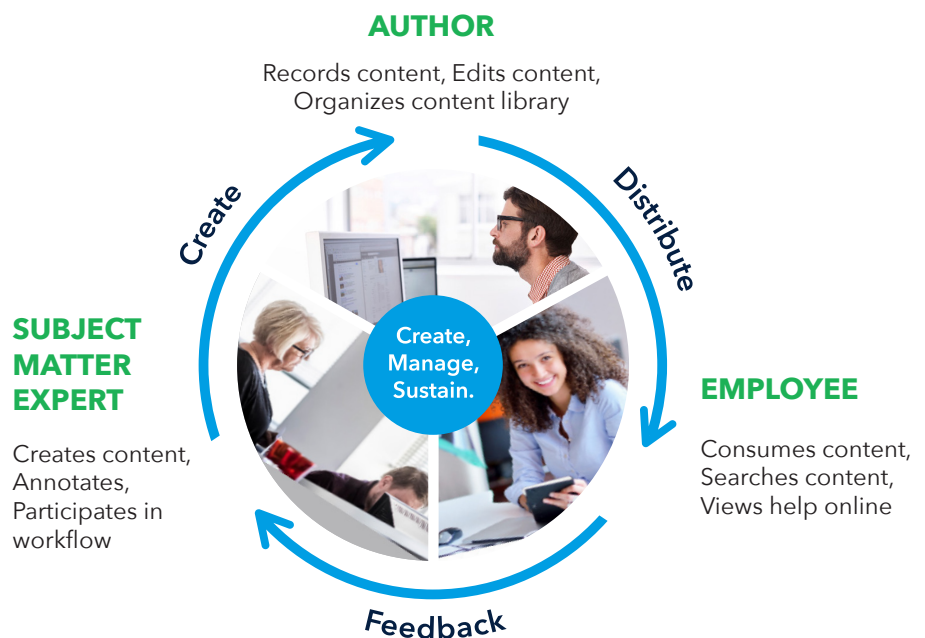 AUTHOR
Records content, Edits content,
Organizes content library
Create
Distribute
SUBJECT
MATTER
EXPERT
Creates content,
Annotates,
Participates in
workflow
Create,
Manage,
Sustain.
EMPLOYEE
Consumes content,
Searches content,
Views help online
Feedback